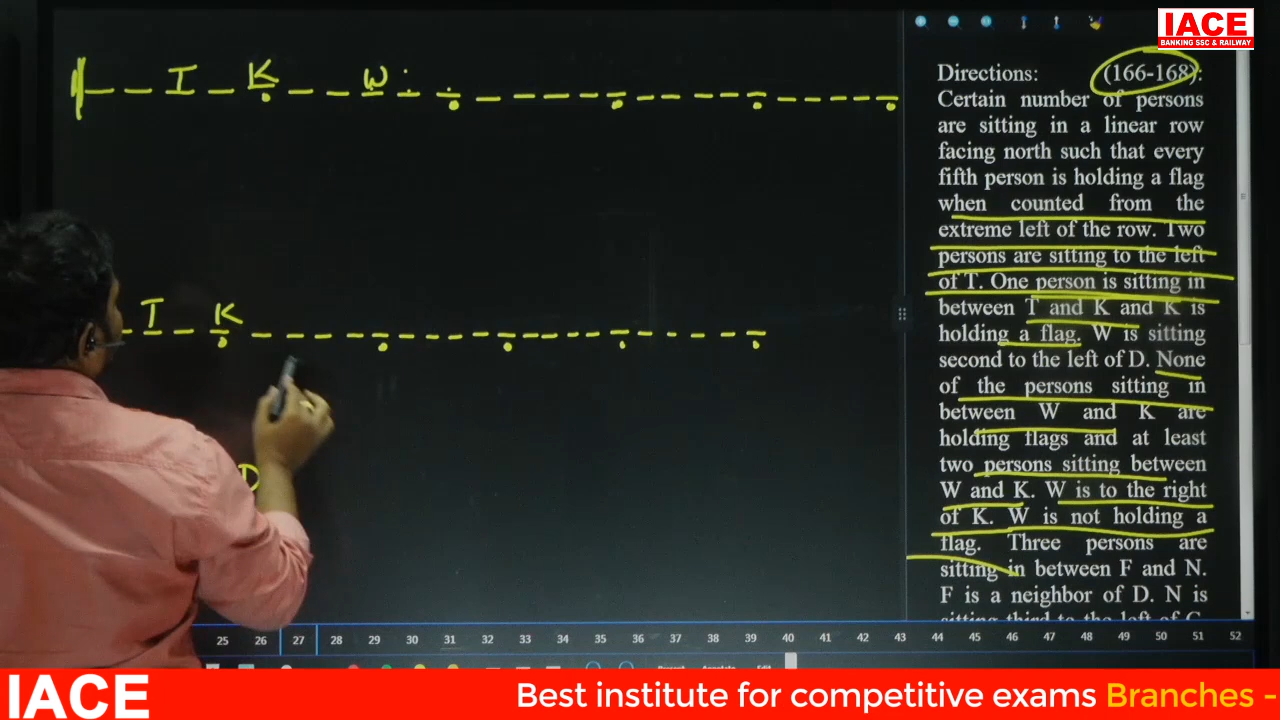 IACE
BANKING SSC & RAILWAY
T K W
Directions: (166-168):
Certain number of persons
are sitting in a linear row
facing north such that every
fifth person is holding a flag
when counted from the
extreme left of the row. Two
persons are sitting to the left
of T. One person is sitting in
between T and K and K is
holding a flag. W is sitting
second to the left of D. None
of the persons sitting in
between W and K are
holding flags and at least
two persons sitting between
W and K. W is to the right
of K. W is not holding a
flag. Three persons are
sitting in between F and N.
F is a neighbor of D. N is
sitting third to the left of C.
T K
D
25 26 27 28 29 30 31 32 33 34 35 36 37 38 39 40 41 42 43 44 45 46 47 48 49 50 51 52
IACE Best institute for competitive exams Branches -